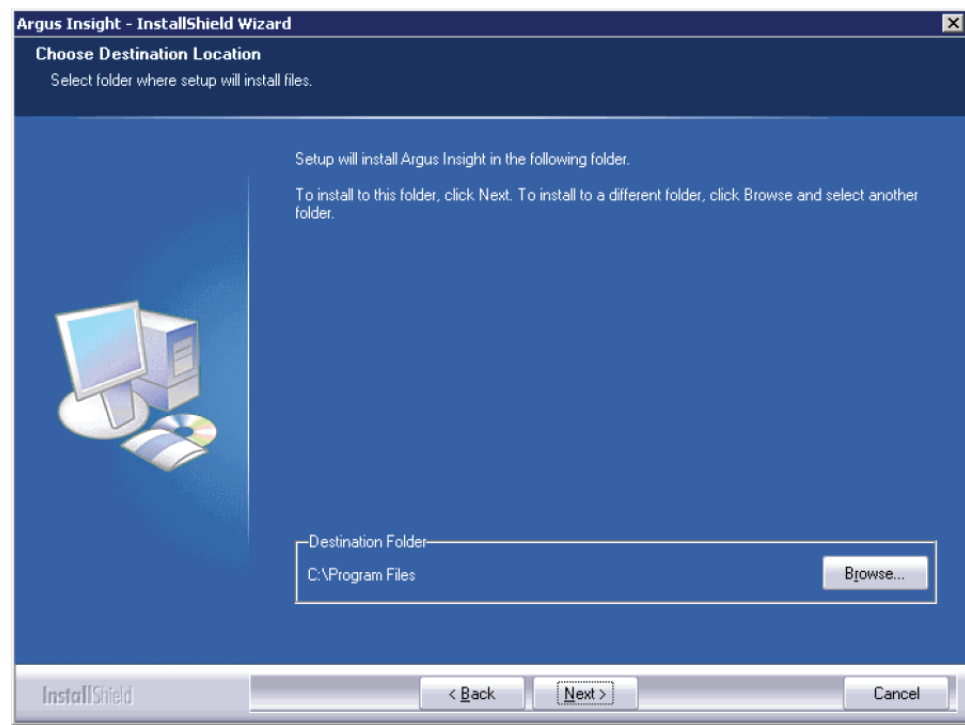 Argus Insight - InstallShield Wizard
Choose Destination Location
Select folder where setup will install files.
Setup will install Argus Insight in the following folder.
To install to this folder, click Next. To install to a different folder, click Browse and select another
folder.
Destination Folder
C:\Program Files
Browse...
InstallShield
< Back
Next >
Cancel